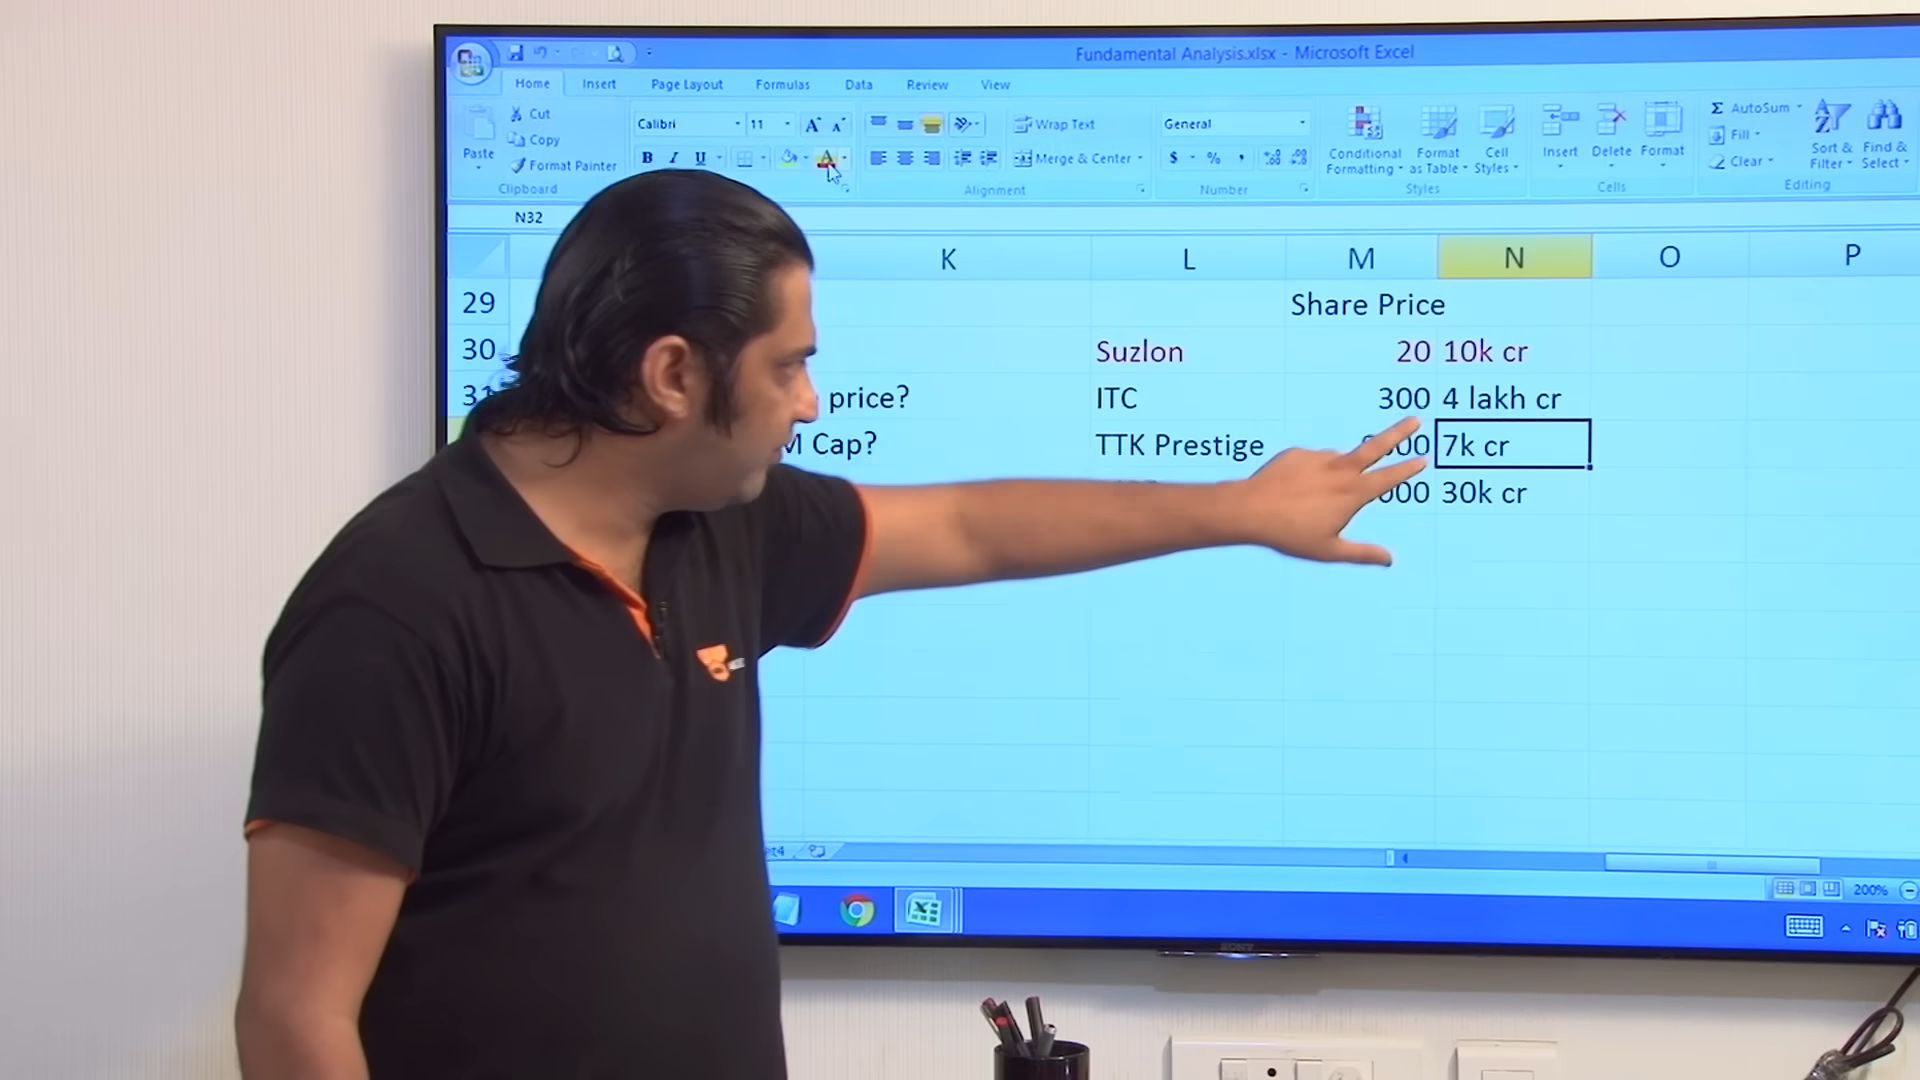 Fundamental Analysis.xlsx - Microsoft Excel
Home Insert Page Layout Formulas Data Review View
Cut
Copy
Format Painter
Paste
Clipboard
Calibri 11
B I U
Wrap Text
Merge & Center
Alignment
General
$ % ,
Number
Conditional Formatting
Format as Table
Cell Styles
Styles
Insert Delete Format
Cells
Σ AutoSum
Fill
Clear
Sort & Filter
Find & Select
Editing
N32
K L M N O P
29 Share Price
30 Suzlon 20 10k cr
31 price? ITC 300 4 lakh cr
M Cap? TTK Prestige 7k cr
30k cr
200%
SONY